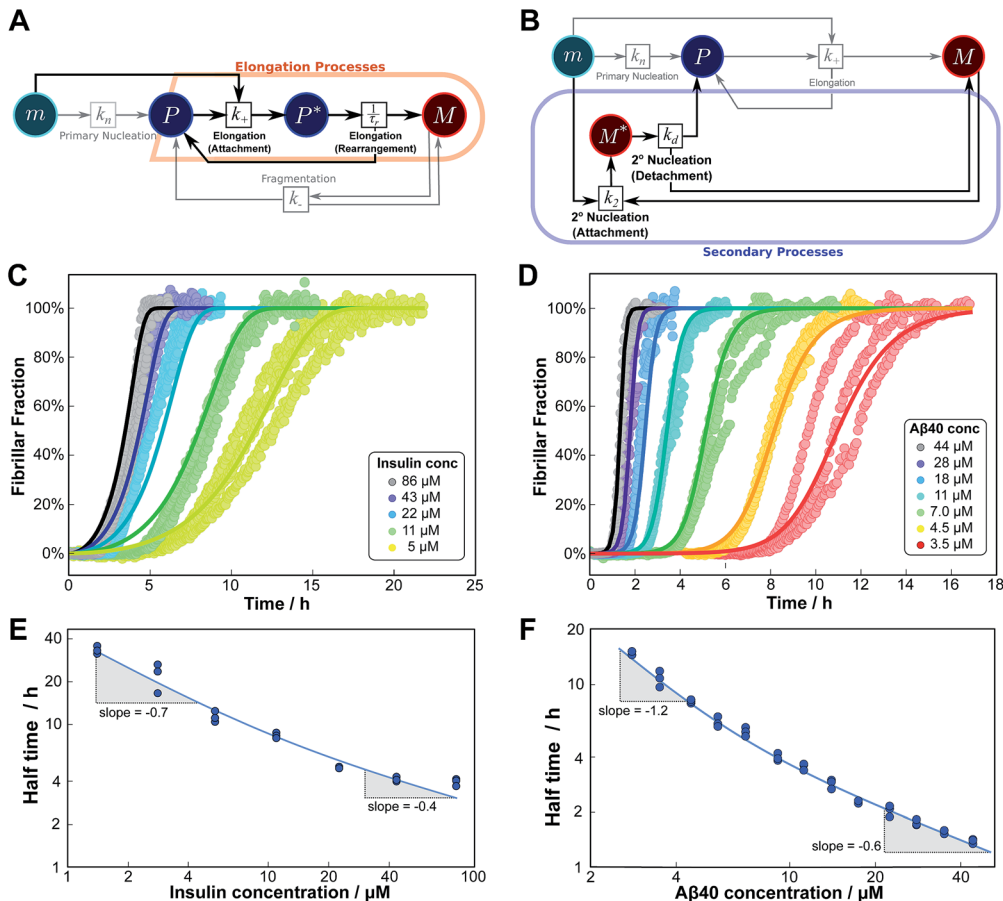 A
Elongation Processes
m
k_n
Primary Nucleation
P
k_+
Elongation
(Attachment)
P*
1/τ_r
Elongation
(Rearrangement)
M
Fragmentation
k_-
B
m
k_n
Primary Nucleation
P
k_+
Elongation
M
M*
k_d
2º Nucleation
(Detachment)
k_2
2º Nucleation
(Attachment)
Secondary Processes
C
Fibrillar Fraction
100%
80%
60%
40%
20%
0%
0 5 10 15 20 25
Time / h
Insulin conc
86 µM
43 µM
22 µM
11 µM
5 µM
D
Fibrillar Fraction
100%
80%
60%
40%
20%
0%
0 2 4 6 8 10 12 14 16 18
Time / h
Aβ40 conc
44 µM
28 µM
18 µM
11 µM
7.0 µM
4.5 µM
3.5 µM
E
Half time / h
40
20
10
4
2
1
slope = -0.7
slope = -0.4
1 2 4 10 20 40 100
Insulin concentration / µM
F
Half time / h
20
10
4
2
1
slope = -1.2
slope = -0.6
2 4 10 20 40
Aβ40 concentration / µM